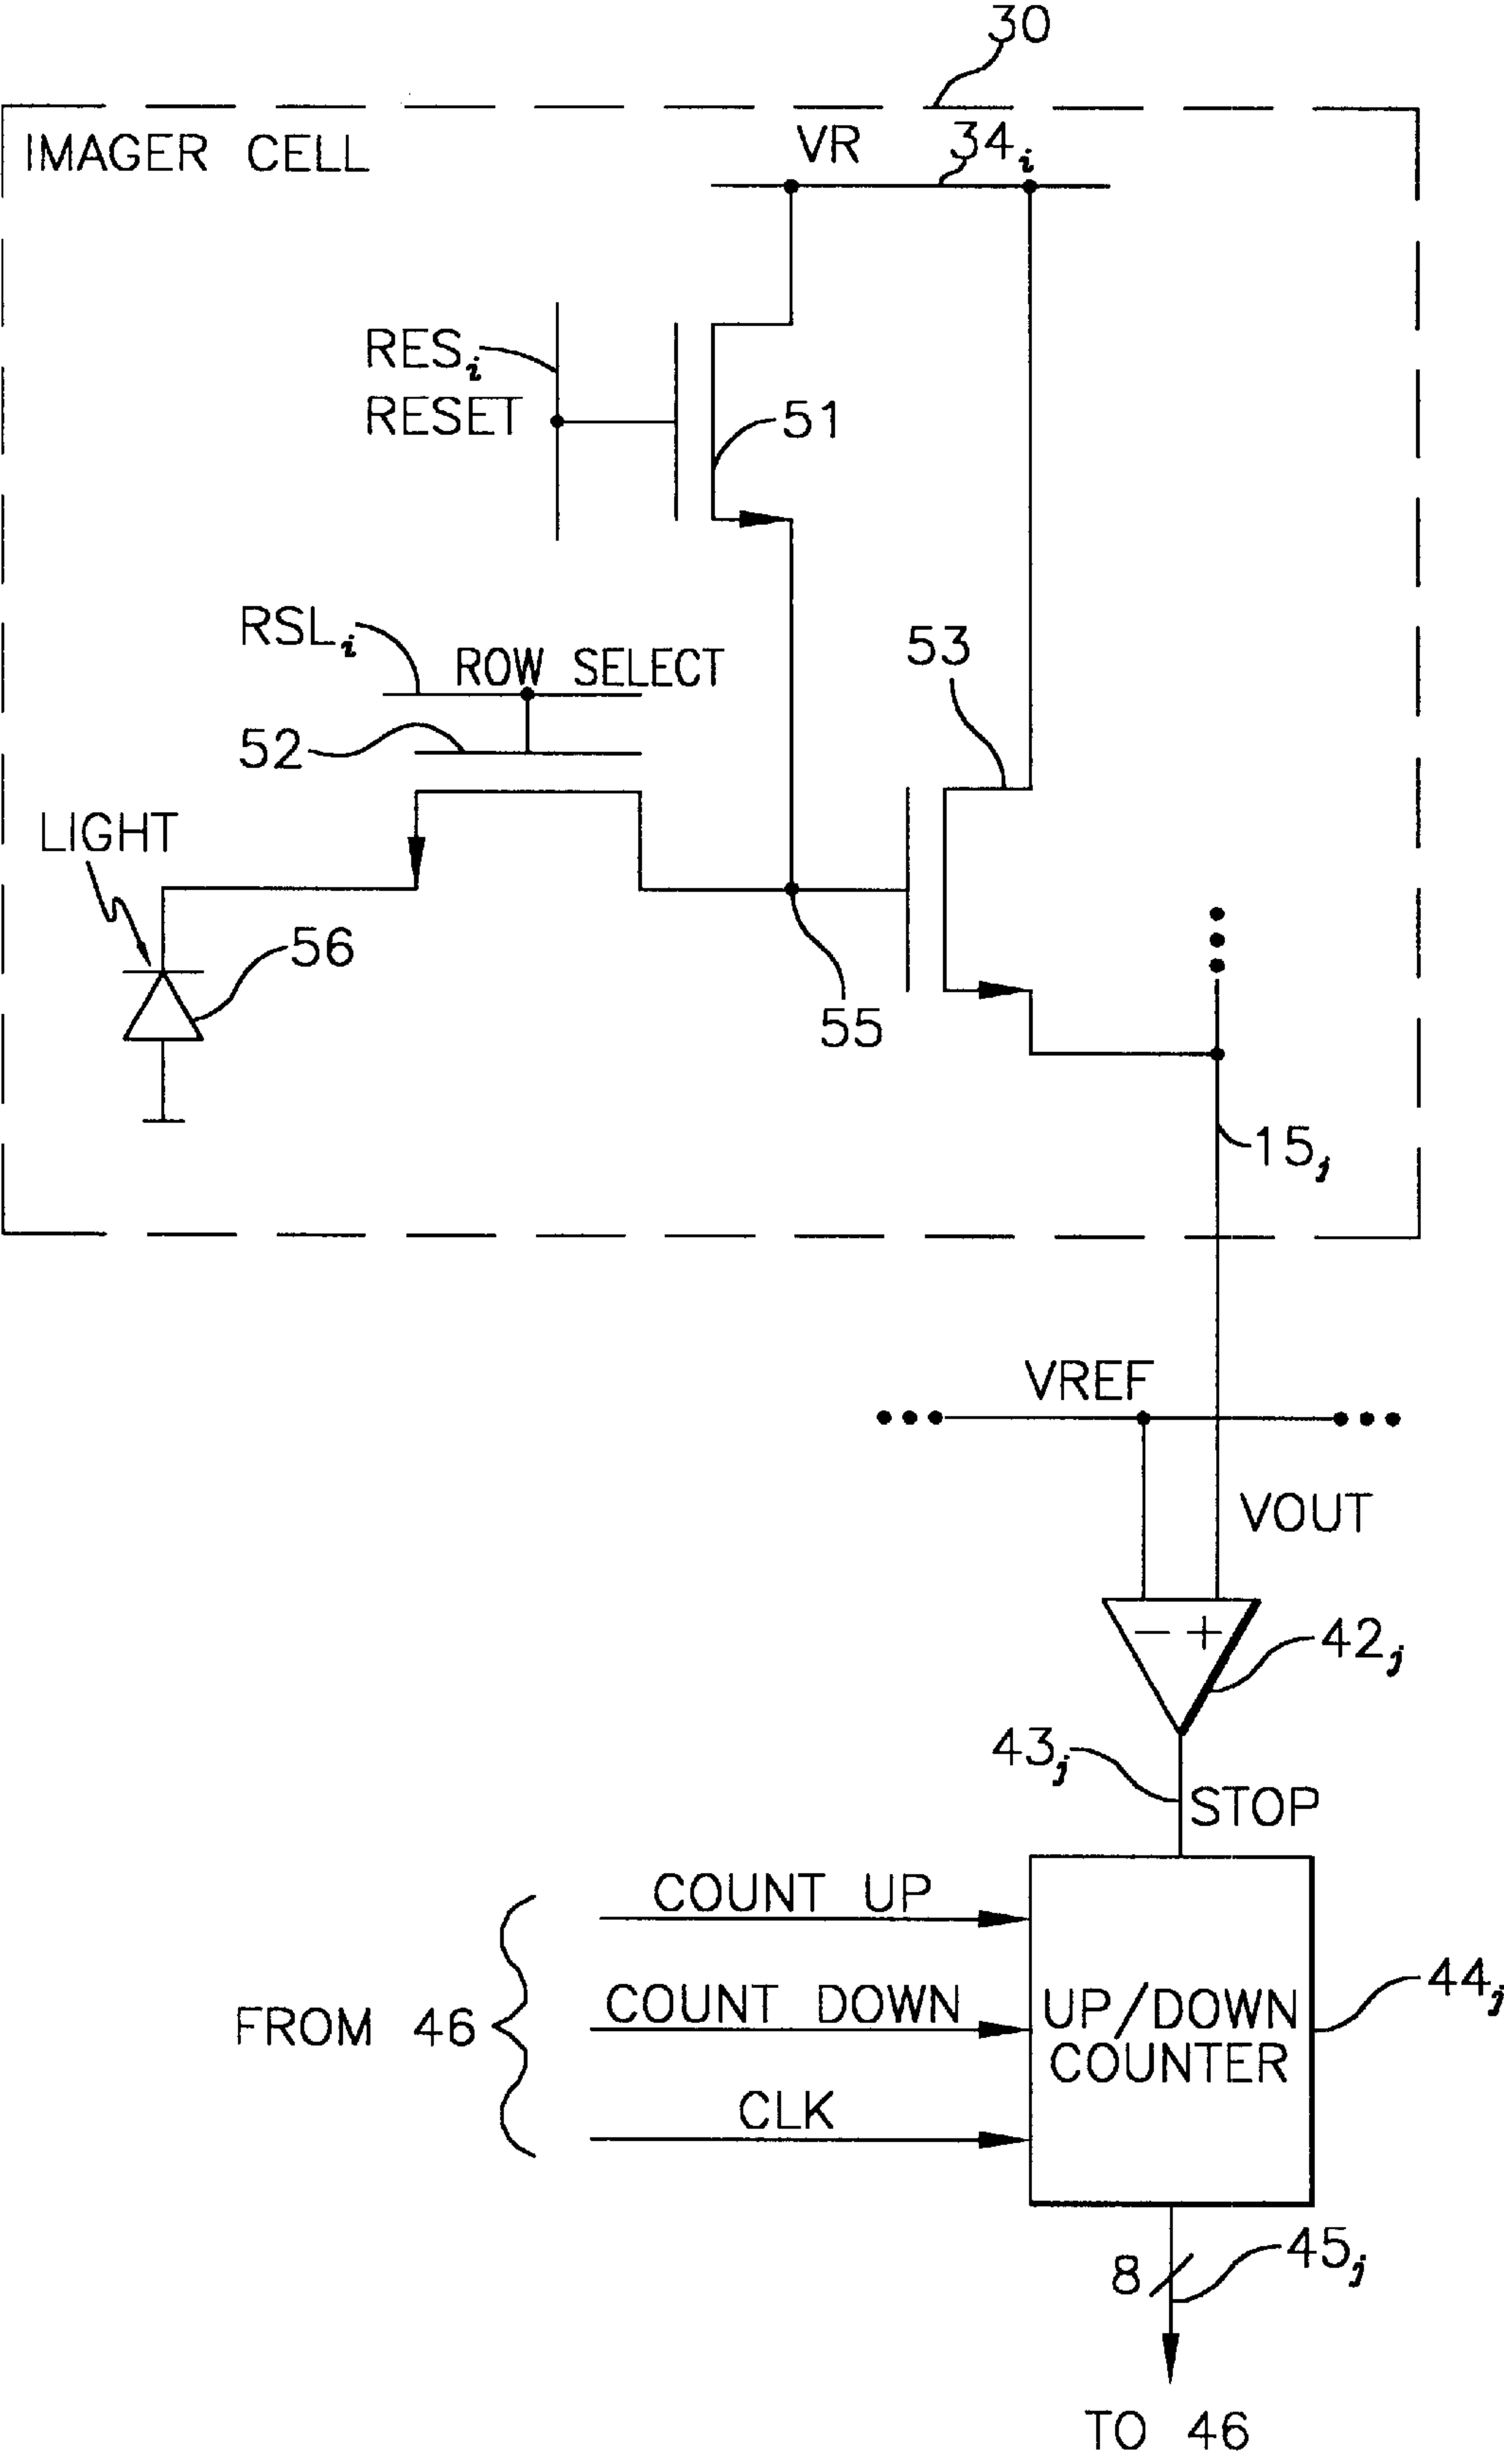 30
IMAGER CELL
VR
34i
RESi
RESET
51
RSLi
ROW SELECT
53
52
LIGHT
56
55
15j
VREF
VOUT
− +
42j
43j
STOP
COUNT UP
COUNT DOWN
CLK
FROM 46
UP/DOWN
COUNTER
44j
8
45j
TO 46